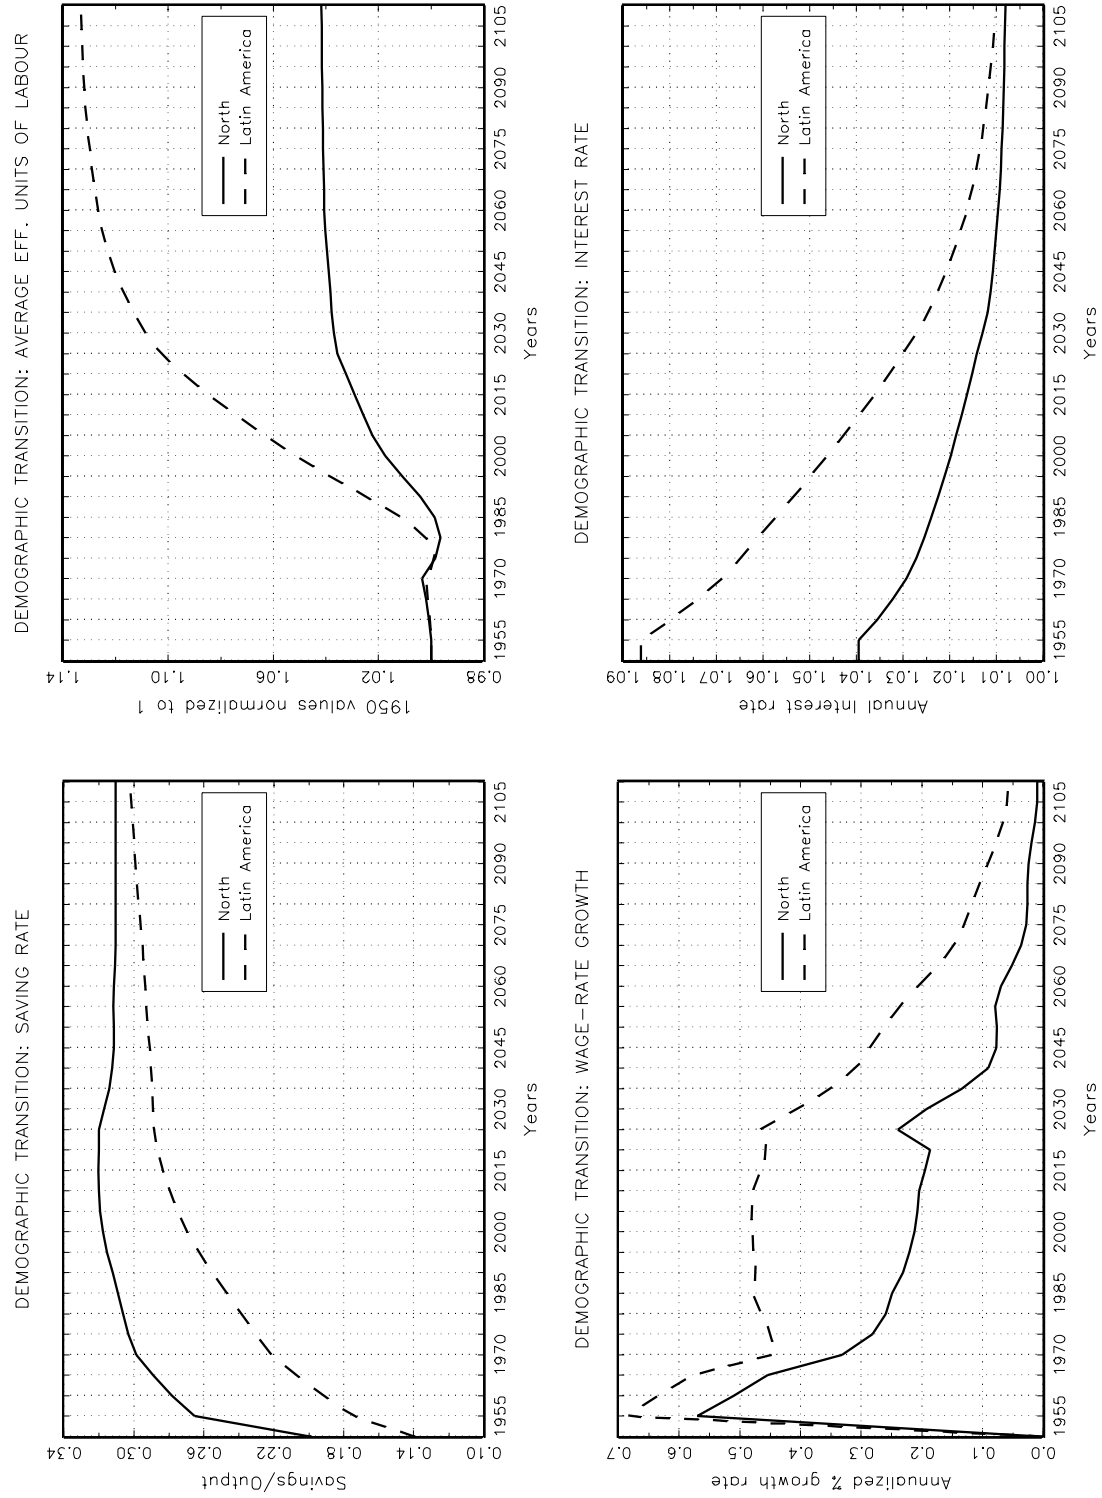 DEMOGRAPHIC TRANSITION: SAVING RATE
Savings/Output
0.34
0.30
0.26
0.22
0.18
0.14
0.10
North
Latin America
1955 1970 1985 2000 2015 2030 2045 2060 2075 2090 2105
Years
DEMOGRAPHIC TRANSITION: AVERAGE EFF. UNITS OF LABOUR
1950 values normalized to 1
1.14
1.10
1.06
1.02
0.98
North
Latin America
1955 1970 1985 2000 2015 2030 2045 2060 2075 2090 2105
Years
DEMOGRAPHIC TRANSITION: WAGE-RATE GROWTH
Annualized % growth rate
0.7
0.6
0.5
0.4
0.3
0.2
0.1
0.0
North
Latin America
1955 1970 1985 2000 2015 2030 2045 2060 2075 2090 2105
Years
DEMOGRAPHIC TRANSITION: INTEREST RATE
Annual Interest rate
1.09
1.08
1.07
1.06
1.05
1.04
1.03
1.02
1.01
1.00
North
Latin America
1955 1970 1985 2000 2015 2030 2045 2060 2075 2090 2105
Years